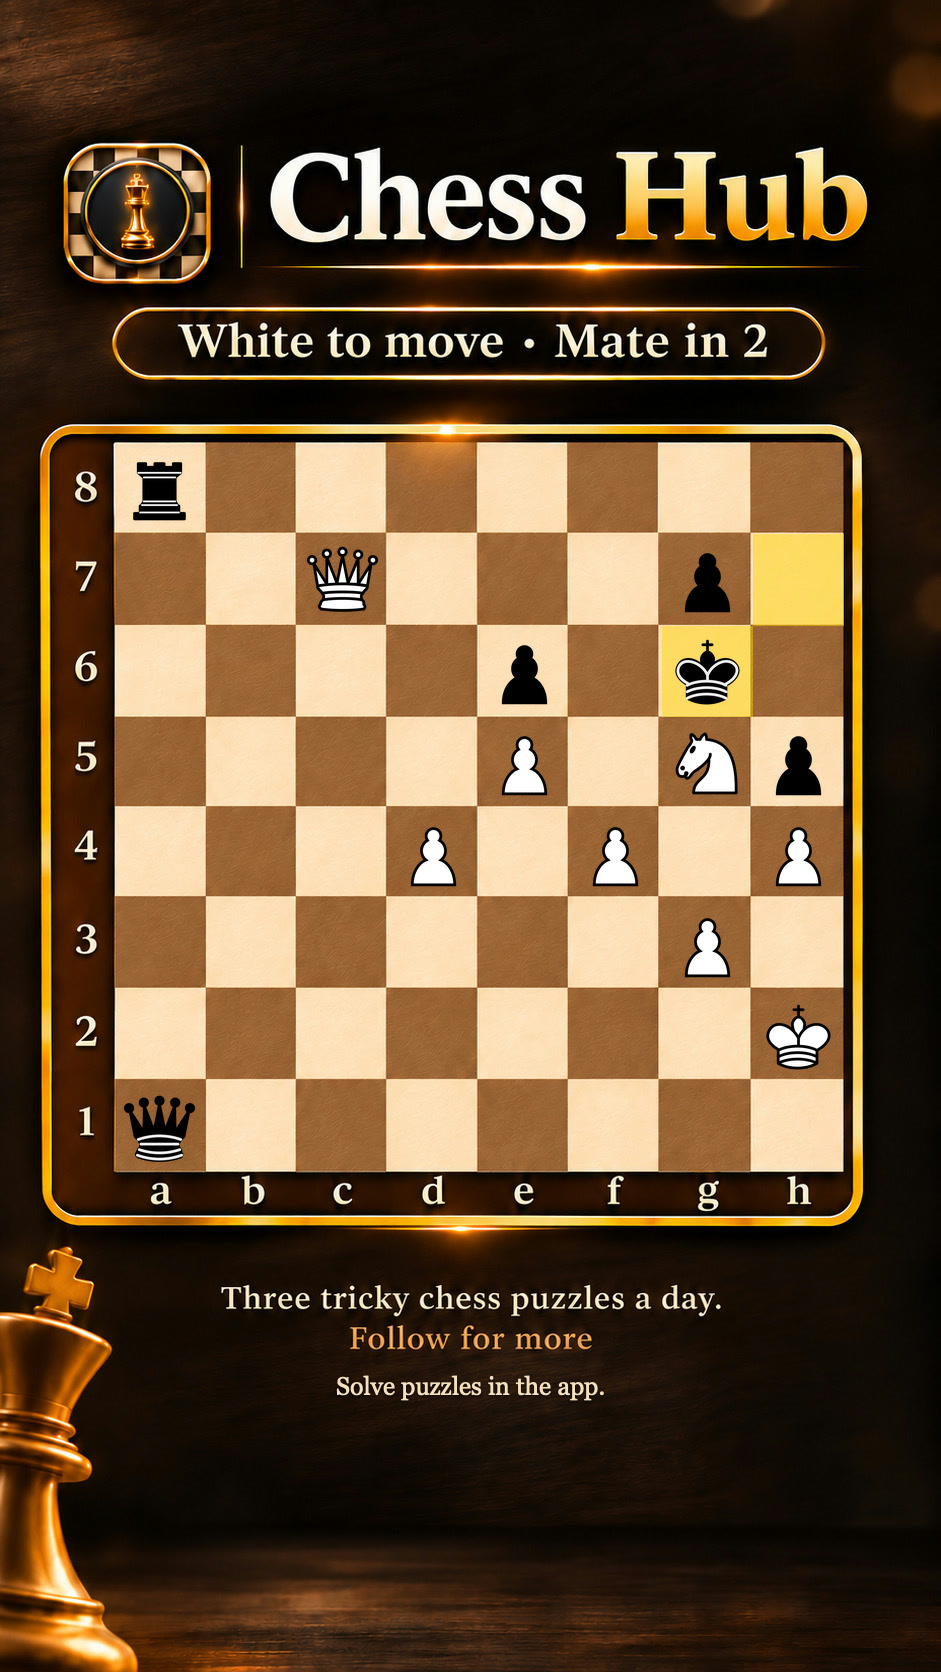 Chess Hub
White to move • Mate in 2
8
7
6
5
4
3
2
1
a b c d e f g h
Three tricky chess puzzles a day.
Follow for more
Solve puzzles in the app.